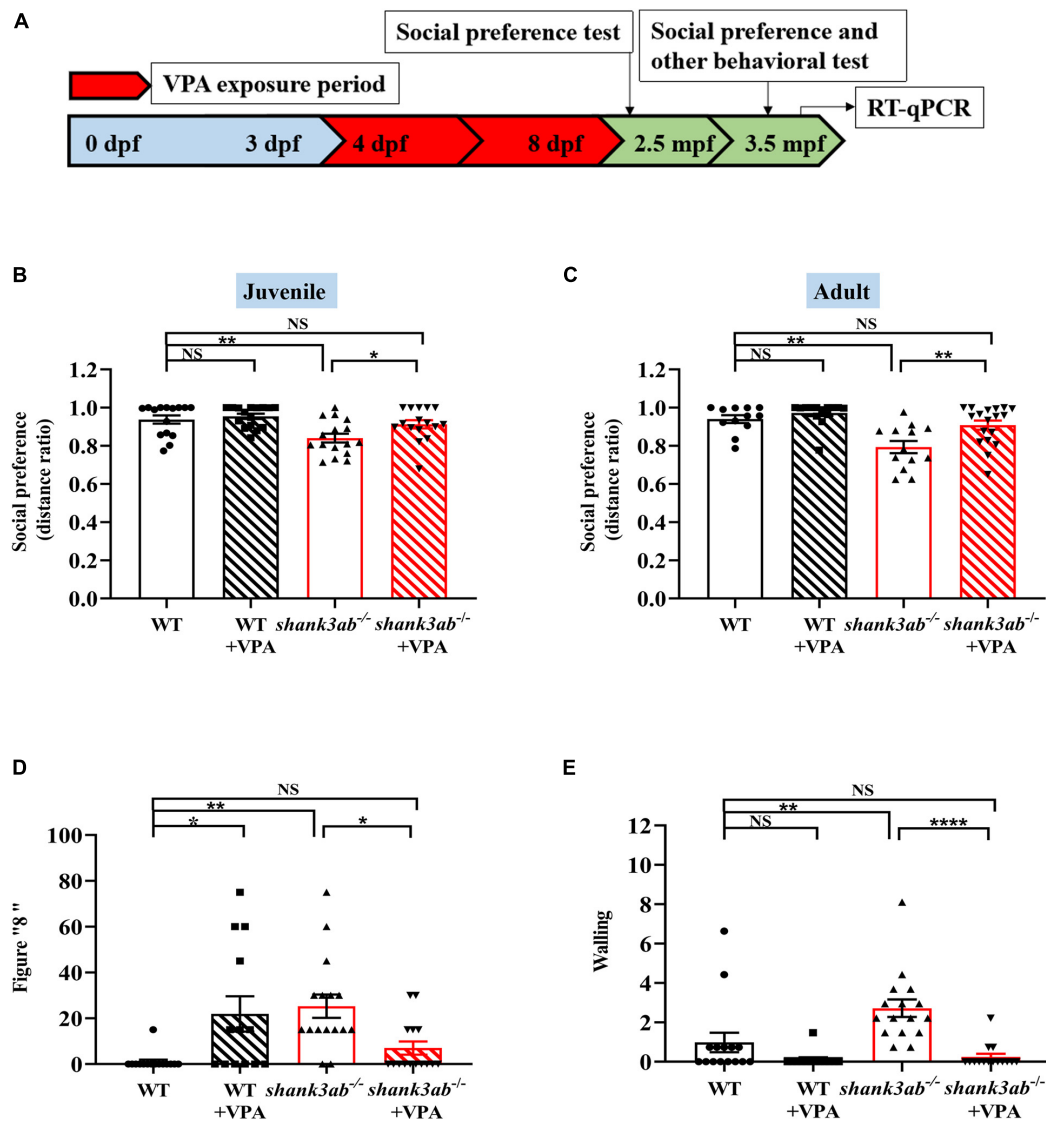 A
Social preference test
Social preference and
other behavioral test
VPA exposure period
RT-qPCR
0 dpf 3 dpf 4 dpf 8 dpf 2.5 mpf 3.5 mpf
B
Juvenile
NS
**
NS
*
1.2
1.0
0.8
0.6
0.4
0.2
0.0
Social preference
(distance ratio)
WT
WT
+VPA
shank3ab-/-
shank3ab-/-
+VPA
C
Adult
NS
**
NS
**
1.2
1.0
0.8
0.6
0.4
0.2
0.0
Social preference
(distance ratio)
WT
WT
+VPA
shank3ab-/-
shank3ab-/-
+VPA
D
NS
**
*
*
100
80
60
40
20
0
Figure "8 "
WT
WT
+VPA
shank3ab-/-
shank3ab-/-
+VPA
E
NS
**
NS
****
12
10
8
6
4
2
0
Walling
WT
WT
+VPA
shank3ab-/-
shank3ab-/-
+VPA